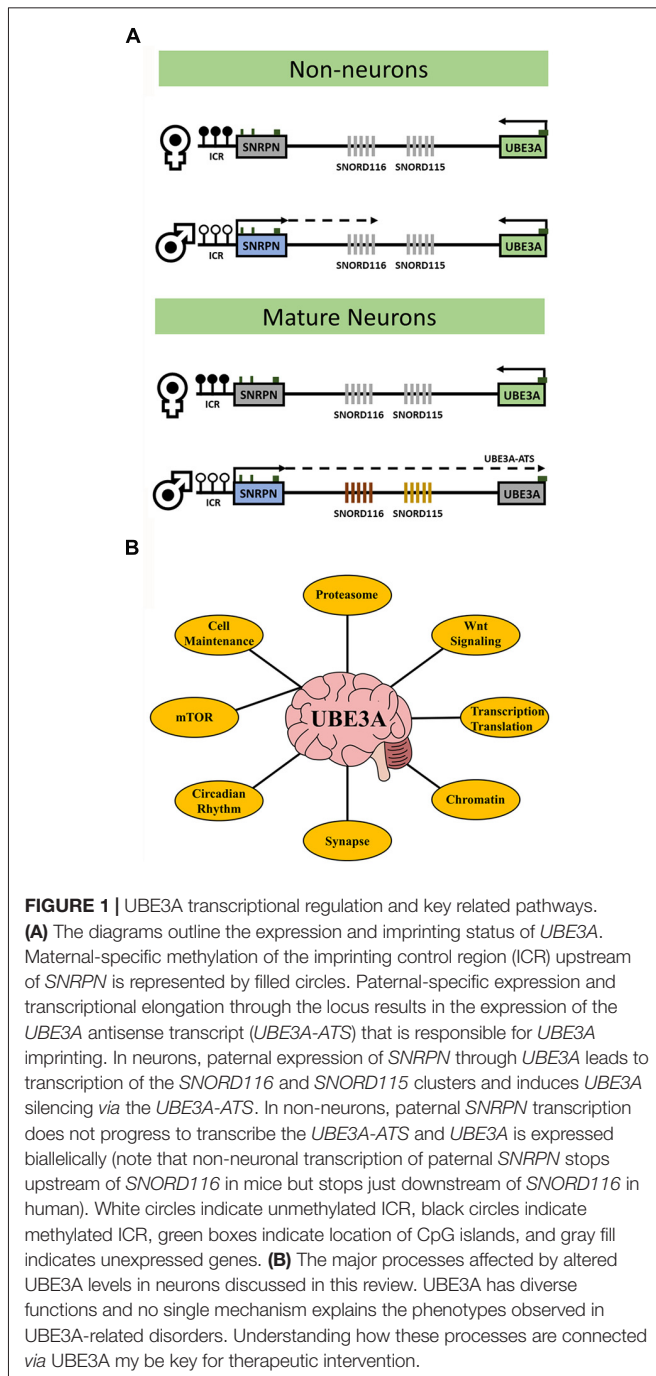 A
Non-neurons
ICR
SNRPN
SNORD116
SNORD115
UBE3A
ICR
SNRPN
SNORD116
SNORD115
UBE3A
Mature Neurons
ICR
SNRPN
SNORD116
SNORD115
UBE3A
UBE3A-ATS
ICR
SNRPN
SNORD116
SNORD115
UBE3A
B
Proteasome
Cell
Maintenance
Wnt
Signaling
mTOR
UBE3A
Transcription
Translation
Circadian
Rhythm
Chromatin
Synapse
FIGURE 1 | UBE3A transcriptional regulation and key related pathways.
(A) The diagrams outline the expression and imprinting status of UBE3A.
Maternal-specific methylation of the imprinting control region (ICR) upstream
of SNRPN is represented by filled circles. Paternal-specific expression and
transcriptional elongation through the locus results in the expression of the
UBE3A antisense transcript (UBE3A-ATS) that is responsible for UBE3A
imprinting. In neurons, paternal expression of SNRPN through UBE3A leads to
transcription of the SNORD116 and SNORD115 clusters and induces UBE3A
silencing via the UBE3A-ATS. In non-neurons, paternal SNRPN transcription
does not progress to transcribe the UBE3A-ATS and UBE3A is expressed
biallelically (note that non-neuronal transcription of paternal SNRPN stops
upstream of SNORD116 in mice but stops just downstream of SNORD116 in
human). White circles indicate unmethylated ICR, black circles indicate
methylated ICR, green boxes indicate location of CpG islands, and gray fill
indicates unexpressed genes. (B) The major processes affected by altered
UBE3A levels in neurons discussed in this review. UBE3A has diverse
functions and no single mechanism explains the phenotypes observed in
UBE3A-related disorders. Understanding how these processes are connected
via UBE3A my be key for therapeutic intervention.